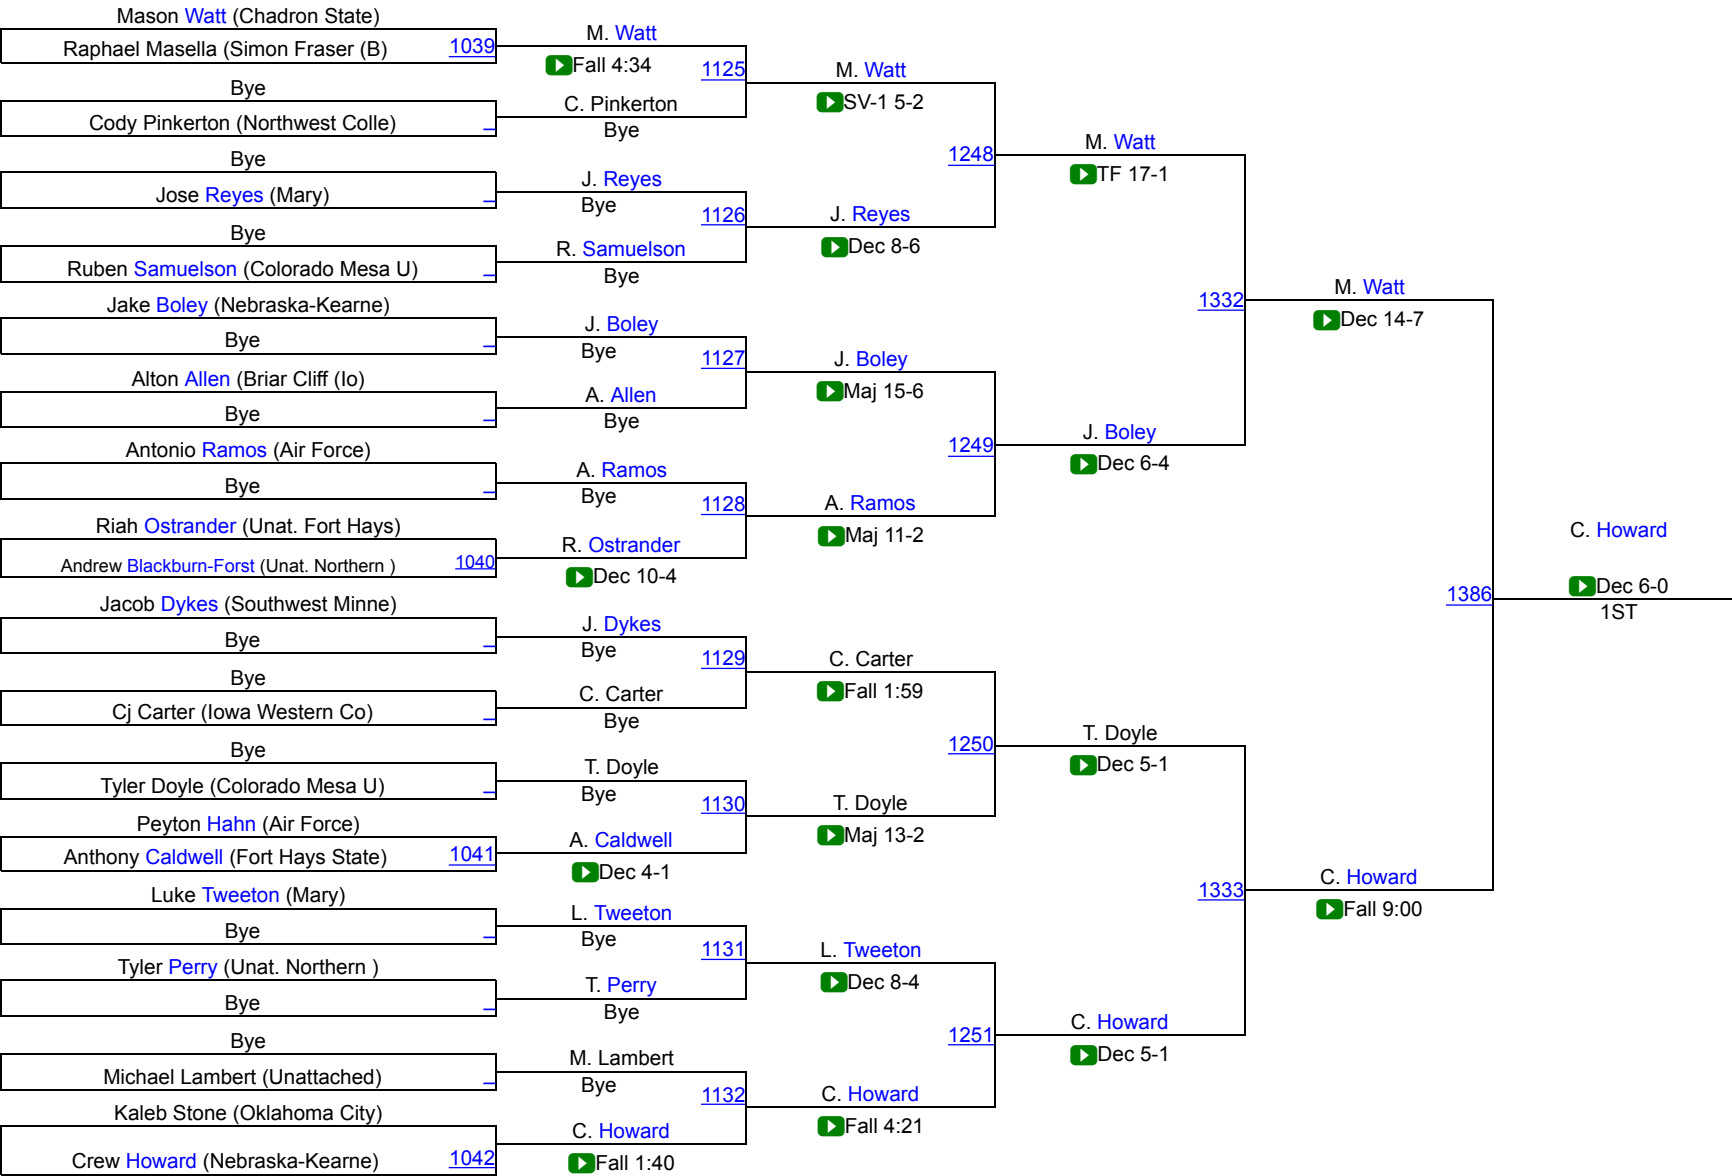 Mason Watt (Chadron State)
Raphael Masella (Simon Fraser (B) 1039
Bye
Cody Pinkerton (Northwest Colle)
Bye
Jose Reyes (Mary)
Bye
Ruben Samuelson (Colorado Mesa U)
Jake Boley (Nebraska-Kearne)
Bye
Alton Allen (Briar Cliff (Io)
Bye
Antonio Ramos (Air Force)
Bye
Riah Ostrander (Unat. Fort Hays)
Andrew Blackburn-Forst (Unat. Northern ) 1040
Jacob Dykes (Southwest Minne)
Bye
Bye
Cj Carter (Iowa Western Co)
Bye
Tyler Doyle (Colorado Mesa U)
Peyton Hahn (Air Force)
Anthony Caldwell (Fort Hays State) 1041
Luke Tweeton (Mary)
Bye
Tyler Perry (Unat. Northern )
Bye
Bye
Michael Lambert (Unattached)
Kaleb Stone (Oklahoma City)
Crew Howard (Nebraska-Kearne) 1042
M. Watt
Fall 4:34
1125
C. Pinkerton
Bye
J. Reyes
Bye
1126
R. Samuelson
Bye
J. Boley
Bye
1127
A. Allen
Bye
A. Ramos
Bye
1128
R. Ostrander
Dec 10-4
J. Dykes
Bye
1129
C. Carter
Bye
T. Doyle
Bye
1130
A. Caldwell
Dec 4-1
L. Tweeton
Bye
1131
T. Perry
Bye
M. Lambert
Bye
1132
C. Howard
Fall 1:40
M. Watt
SV-1 5-2
1248
J. Reyes
Dec 8-6
J. Boley
Maj 15-6
1249
A. Ramos
Maj 11-2
C. Carter
Fall 1:59
1250
T. Doyle
Maj 13-2
L. Tweeton
Dec 8-4
1251
C. Howard
Fall 4:21
M. Watt
TF 17-1
1332
J. Boley
Dec 6-4
T. Doyle
Dec 5-1
1333
C. Howard
Dec 5-1
M. Watt
Dec 14-7
1386
C. Howard
Fall 9:00
C. Howard
Dec 6-0
1ST